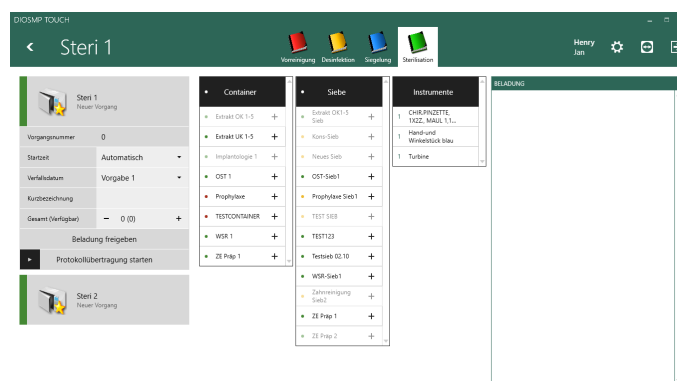 DIOSMP TOUCH
Steri 1
Vorreinigung Desinfektion Siegelung Sterilisation
Henry
Jan
Steri 1
Neuer Vorgang
Vorgangsnummer 0
Startzeit Automatisch
Verfallsdatum Vorgabe 1
Kurzbezeichnung
Gesamt (Verfügbar) − 0 (0) +
Beladung freigeben
Protokollübertragung starten
Steri 2
Neuer Vorgang
Container
Extrakt OK 1-5 +
Extrakt UK 1-5 +
Implantologie 1 +
OST 1 +
Prophylaxe +
TESTCONTAINER +
WSR 1 +
ZE Präp 1 +
Siebe
Extrakt OK1-5
Sieb +
Kons-Sieb +
Neues Sieb +
OST-Sieb1 +
Prophylaxe Sieb1 +
TEST SIEB +
TEST123 +
Testsieb 02.10 +
WSR-Sieb1 +
Zahnreinigung
Sieb2 +
ZE Präp 1 +
ZE Präp 2 +
Instrumente
1 CHIR.PINZETTE,
1X2Z., MAUL 1,1...
1 Hand-und
Winkelstück blau
1 Turbine
BELADUNG